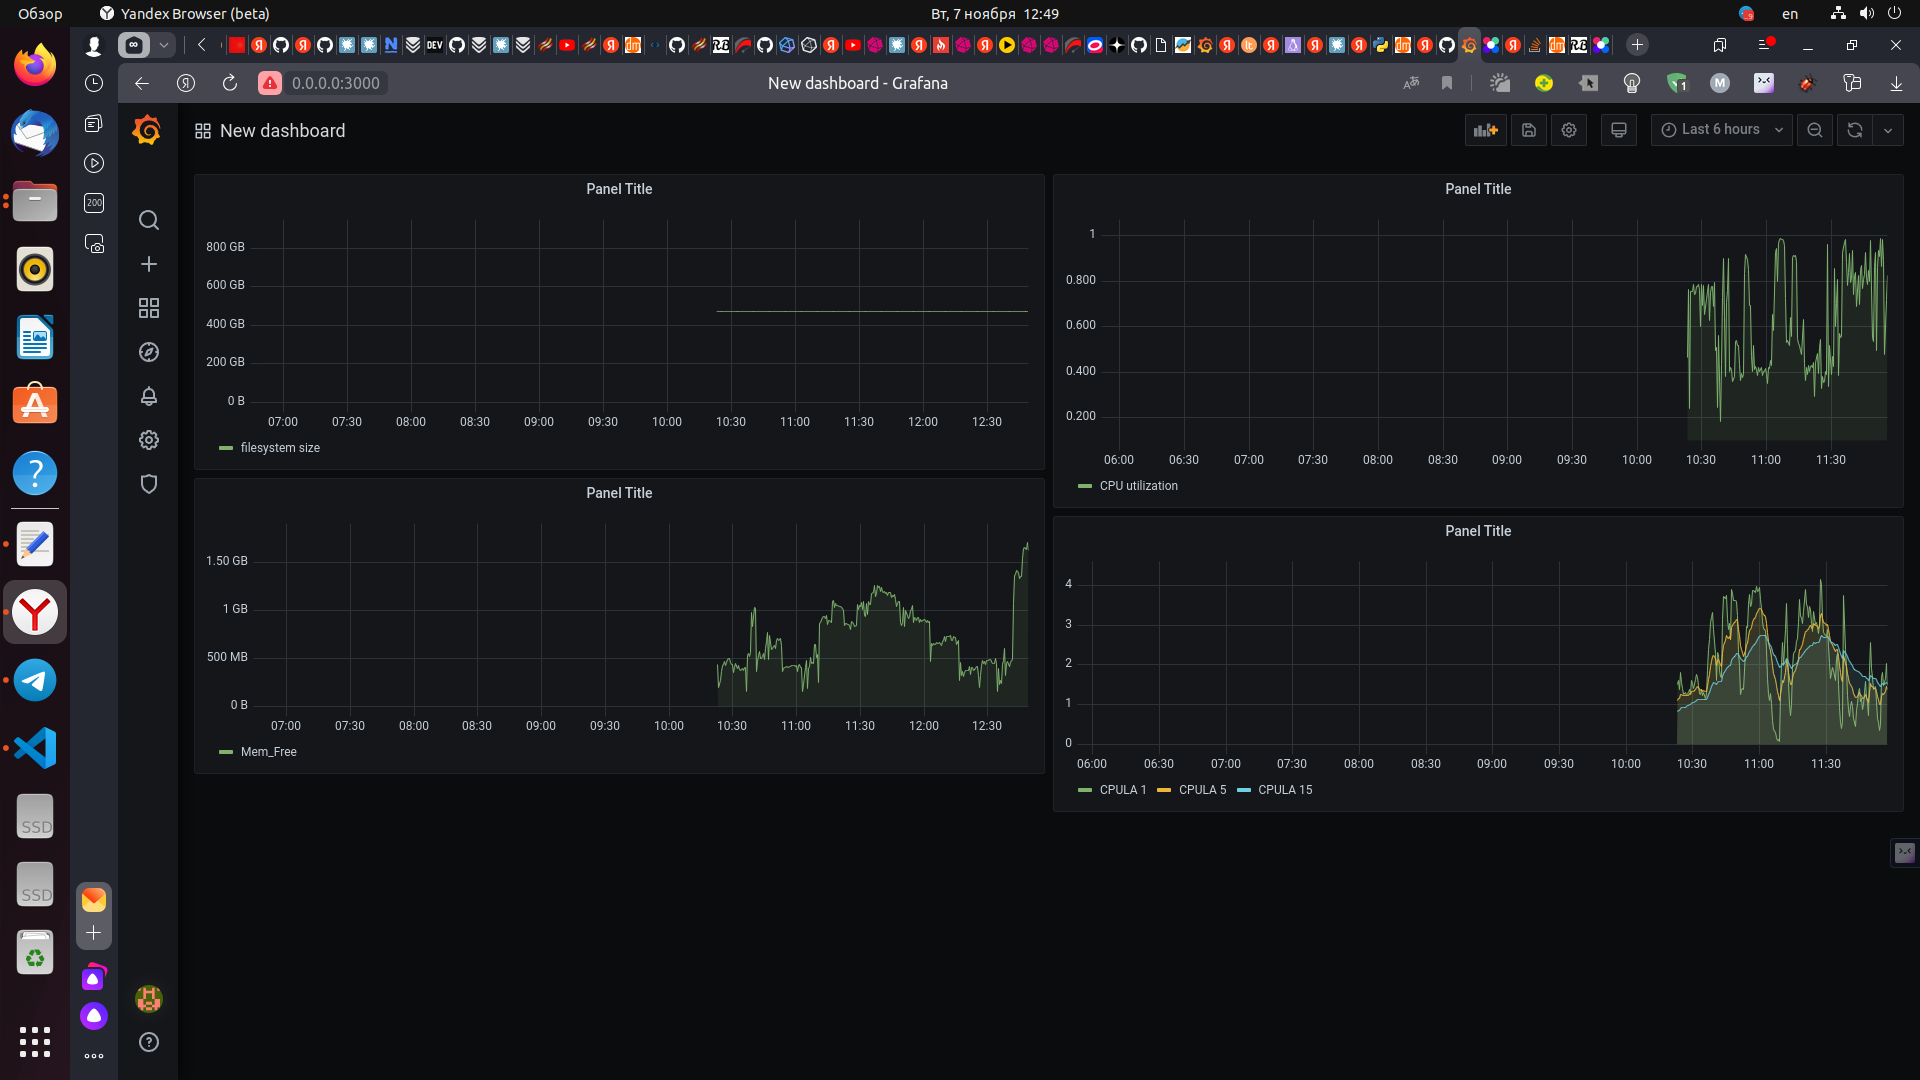 Обзор
Yandex Browser (beta)
Вт, 7 ноября 12:49
en
DEV
0.0.0.0:3000
New dashboard - Grafana
1
M
200
New dashboard
Last 6 hours
Panel Title
800 GB
600 GB
400 GB
200 GB
0 B
07:00 07:30 08:00 08:30 09:00 09:30 10:00 10:30 11:00 11:30 12:00 12:30
filesystem size
Panel Title
1
0.800
0.600
0.400
0.200
06:00 06:30 07:00 07:30 08:00 08:30 09:00 09:30 10:00 10:30 11:00 11:30
CPU utilization
Panel Title
1.50 GB
1 GB
500 MB
0 B
07:00 07:30 08:00 08:30 09:00 09:30 10:00 10:30 11:00 11:30 12:00 12:30
Mem_Free
Panel Title
4
3
2
1
0
06:00 06:30 07:00 07:30 08:00 08:30 09:00 09:30 10:00 10:30 11:00 11:30
CPULA 1 CPULA 5 CPULA 15
SSD
SSD